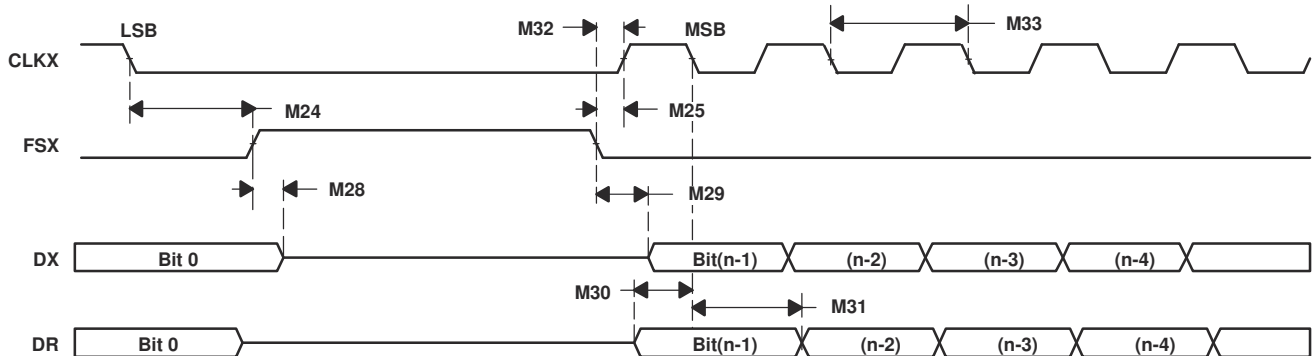 LSB M32 MSB M33
CLKX
M24 M25
FSX
M28 M29
DX Bit 0 Bit(n-1) (n-2) (n-3) (n-4)
M30 M31
DR Bit 0 Bit(n-1) (n-2) (n-3) (n-4)